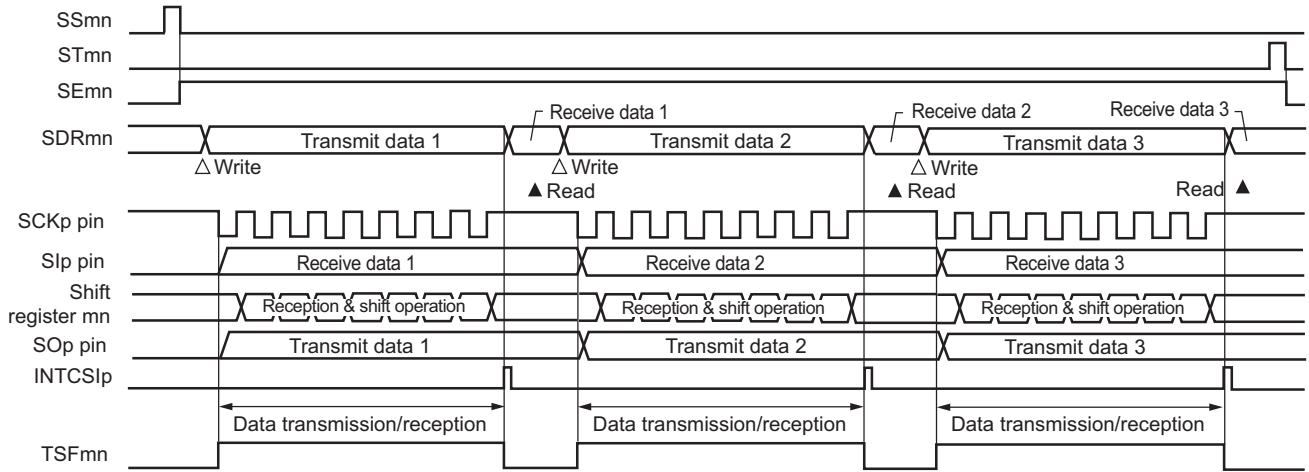 SSmn
STmn
SEmn
Receive data 1
Receive data 2
Receive data 3
SDRmn
Transmit data 1
Transmit data 2
Transmit data 3
△ Write
△ Write
△ Write
▲ Read
▲ Read
Read ▲
SCKp pin
SIp pin
Receive data 1
Receive data 2
Receive data 3
Shift
register mn
Reception & shift operation
Reception & shift operation
Reception & shift operation
SOp pin
Transmit data 1
Transmit data 2
Transmit data 3
INTCSIp
Data transmission/reception
Data transmission/reception
Data transmission/reception
TSFmn